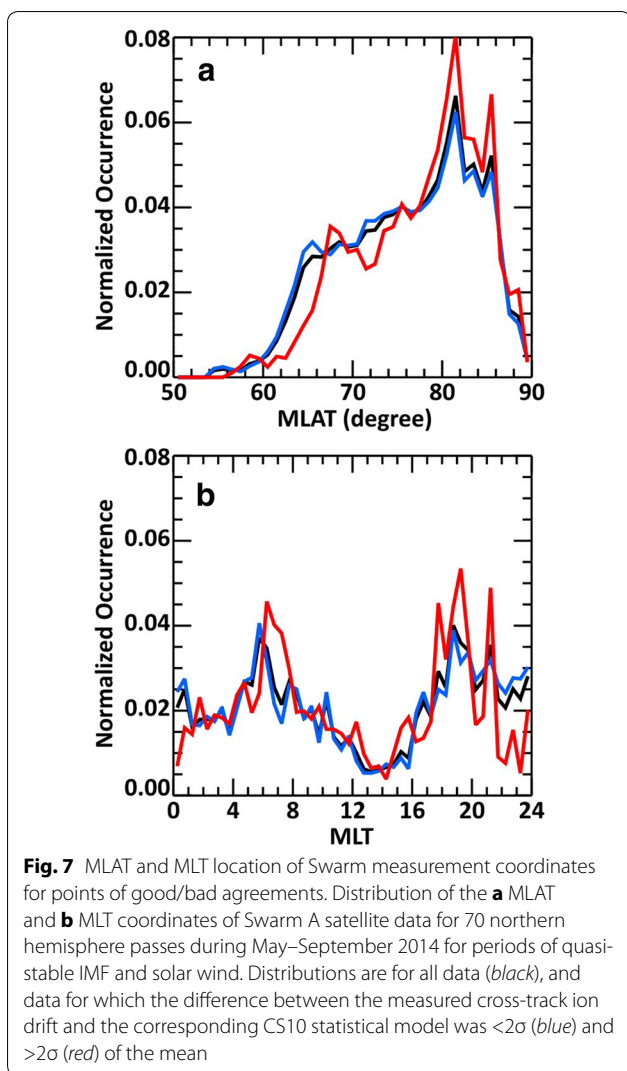 0.08
a
0.06
0.04
0.02
0.00
Normalized Occurrence
50 60 70 80 90
MLAT (degree)
0.08
b
0.06
0.04
0.02
0.00
Normalized Occurrence
0 4 8 12 16 20 24
MLT
Fig. 7 MLAT and MLT location of Swarm measurement coordinates
for points of good/bad agreements. Distribution of the a MLAT
and b MLT coordinates of Swarm A satellite data for 70 northern
hemisphere passes during May–September 2014 for periods of quasi-
stable IMF and solar wind. Distributions are for all data (black), and
data for which the difference between the measured cross-track ion
drift and the corresponding CS10 statistical model was <2σ (blue) and
>2σ (red) of the mean